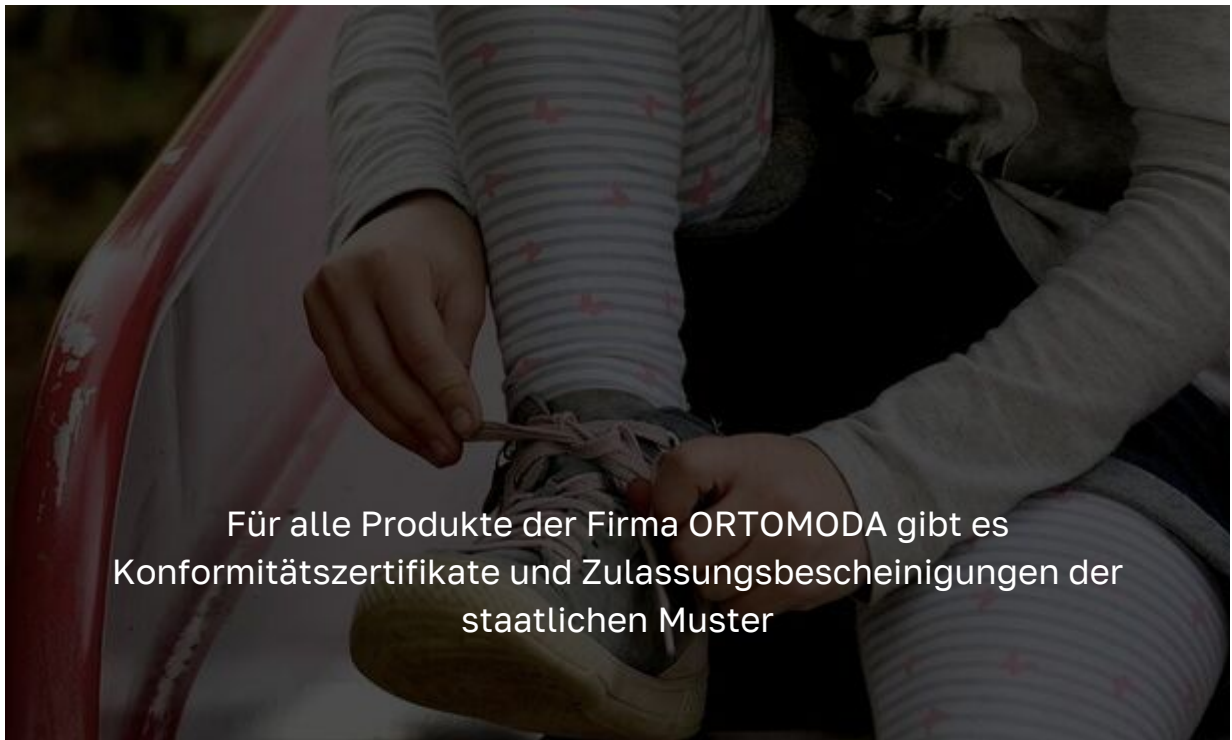 Für alle Produkte der Firma ORTOMODA gibt es
Konformitätszertifikate und Zulassungsbescheinigungen der
staatlichen Muster